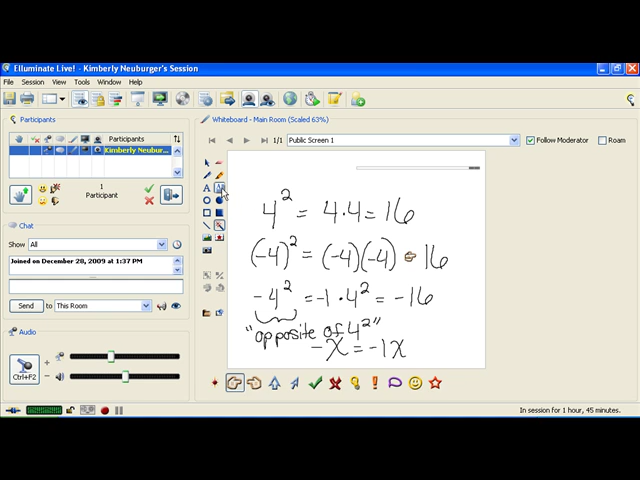 Elluminate Live! - Kimberly Neuburger's Session
File Session View Tools Window Help
Participants
Participants
Kimberly Neubur...
1
Participant
Chat
Show All
Joined on December 28, 2009 at 1:37 PM
Send to This Room
Audio
Ctrl+F2
Whiteboard - Main Room (Scaled 63%)
1/1 Public Screen 1 Follow Moderator Roam
4² = 4·4 = 16
(-4)² = (-4)(-4) 16
-4² = -1·4² = -16
"opposite of 4²"
-x = -1x
In session for 1 hour, 45 minutes.